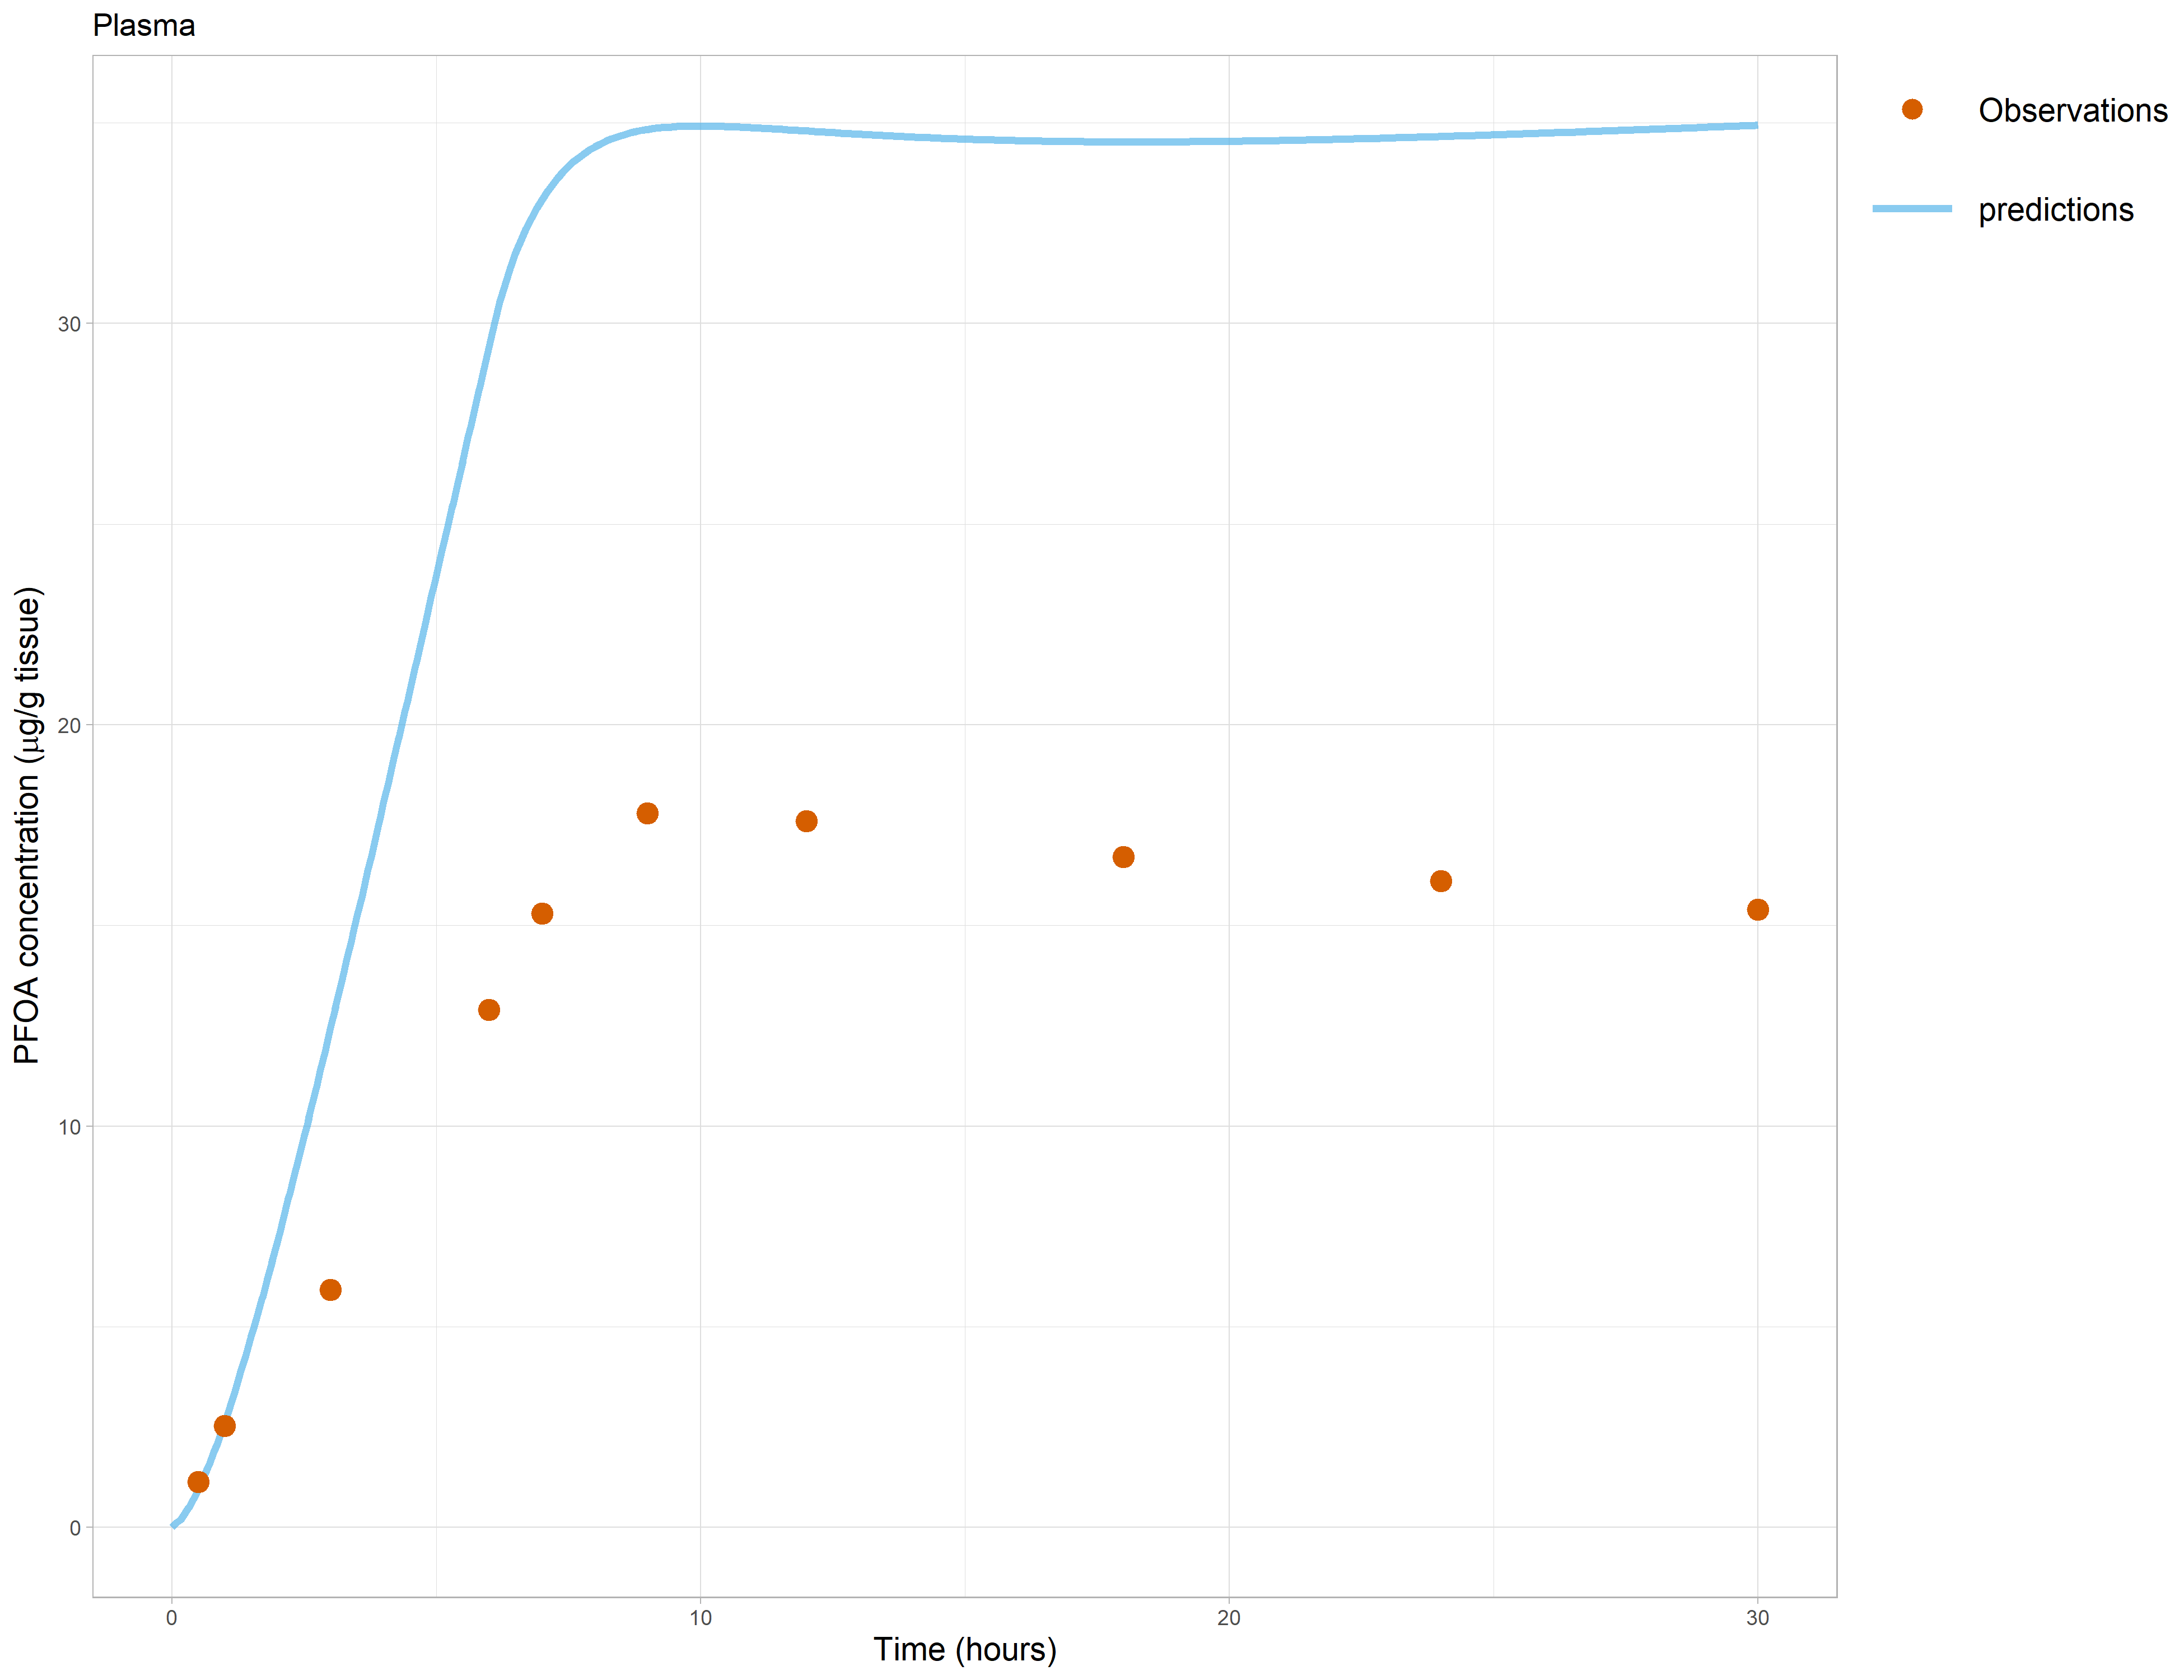 Plasma
PFOA concentration (μg/g tissue)
30
20
10
0
0 10 20 30
Time (hours)
Observations
predictions